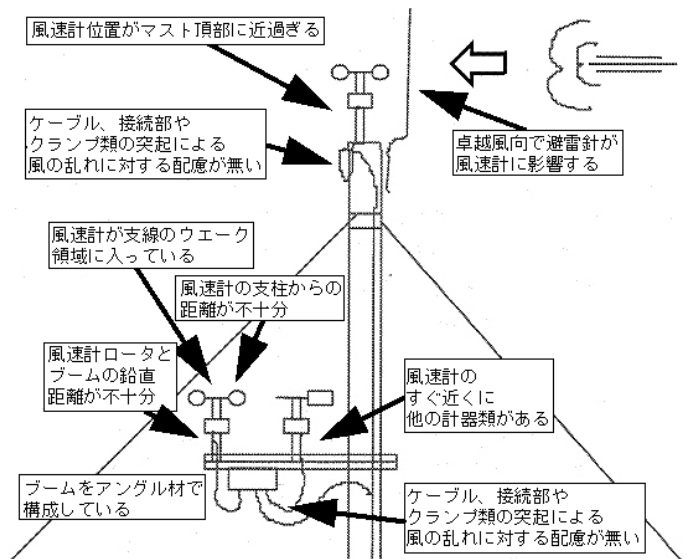 風速計位置がマスト頂部に近過ぎる
ケーブル、接続部や
クランプ類の突起による
風の乱れに対する配慮が無い
卓越風向で避雷針が
風速計に影響する
風速計が支線のウエーク
領域に入っている
風速計の支柱からの
距離が不十分
風速計ロータと
ブームの鉛直
距離が不十分
風速計の
すぐ近くに
他の計器類がある
ブームをアングル材で
構成している
ケーブル、接続部や
クランプ類の突起による
風の乱れに対する配慮が無い